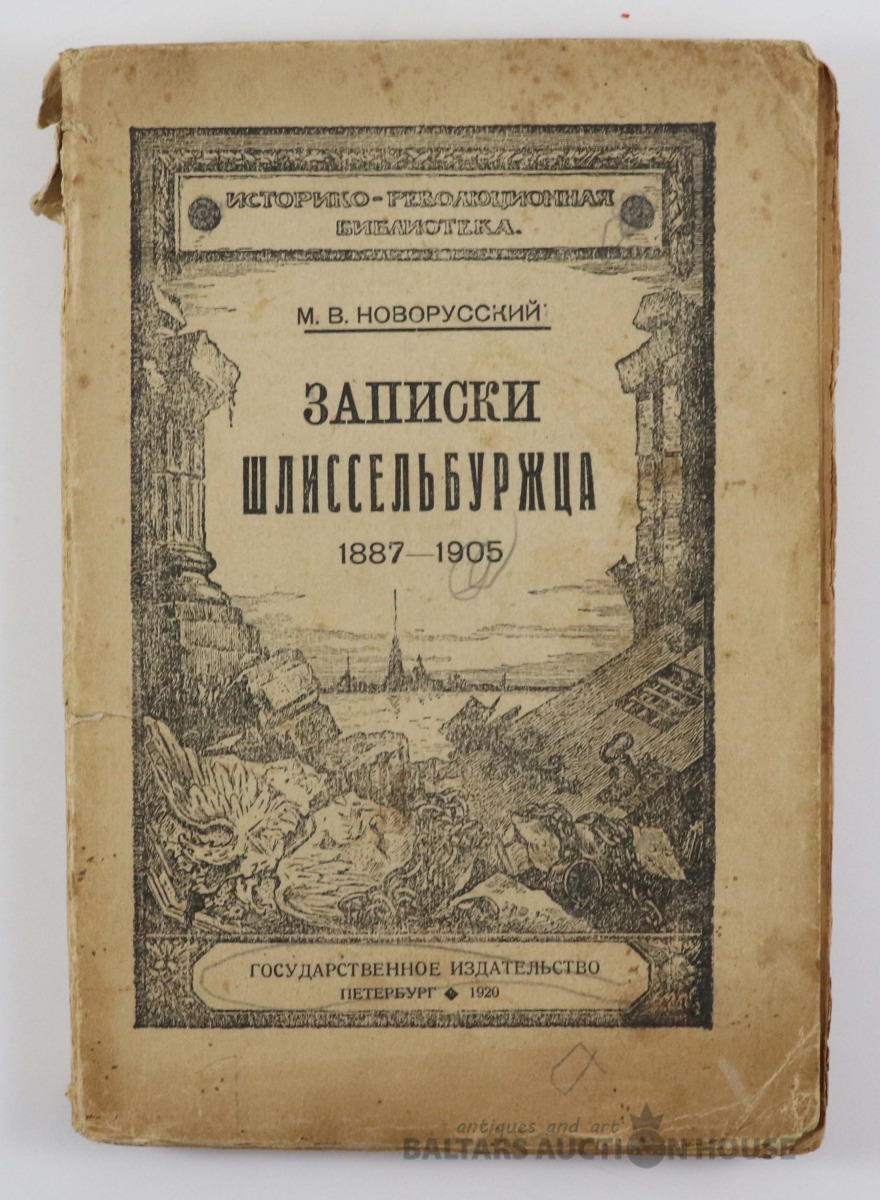 ИСТОРИКО-РЕВОЛЮЦИОННАЯ
БИБЛИОТЕКА.
М. В. НОВОРУССКИЙ
ЗАПИСКИ
ШЛИССЕЛЬБУРЖЦА
1887—1905
ГОСУДАРСТВЕННОЕ ИЗДАТЕЛЬСТВО
ПЕТЕРБУРГ ◆ 1920
antiques and art
BALTARS AUCTION HOUSE